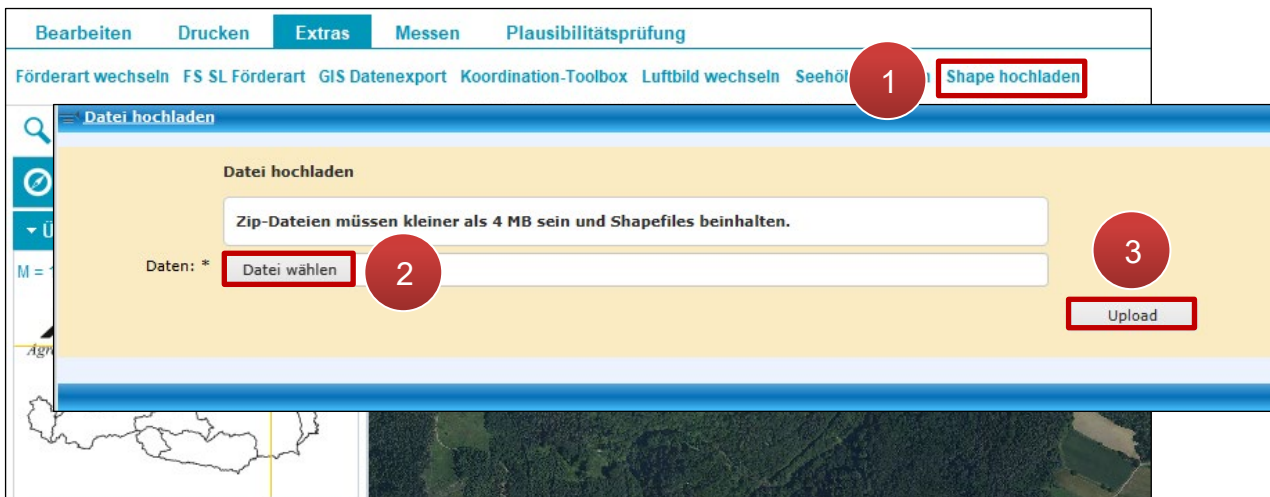 Bearbeiten Drucken Extras Messen Plausibilitätsprüfung
Förderart wechseln FS SL Förderart GIS Datenexport Koordination-Toolbox Luftbild wechseln 1 Shape hochladen
Datei hochladen
Datei hochladen
Zip-Dateien müssen kleiner als 4 MB sein und Shapefiles beinhalten.
Daten: * Datei wählen 2
3
Upload
M =